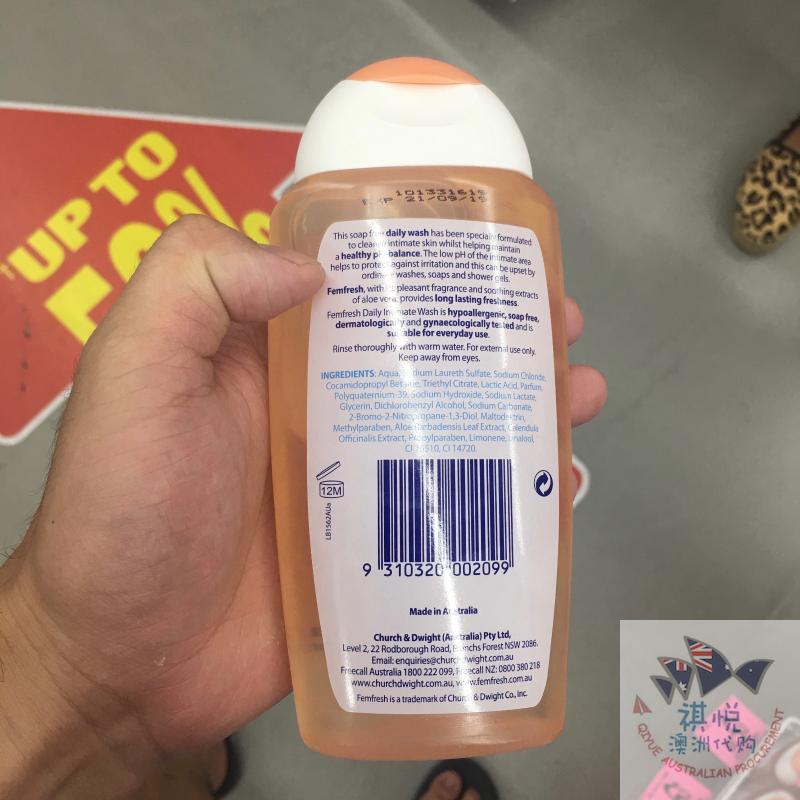 UP TO
50%
101331619
EXP 21/09/19
This soap free daily wash has been specially formulated
to cleanse intimate skin whilst helping maintain
a healthy pH-balance. The low pH of the intimate area
helps to protect against irritation and this can be upset by
ordinary washes, soaps and shower gels.
Femfresh, with its pleasant fragrance and soothing extracts
of aloe vera, provides long lasting freshness.
Femfresh Daily Intimate Wash is hypoallergenic, soap free,
dermatologically and gynaecologically tested and is
suitable for everyday use.
Rinse thoroughly with warm water. For external use only.
Keep away from eyes.
INGREDIENTS: Aqua, Sodium Laureth Sulfate, Sodium Chloride,
Cocamidopropyl Betaine, Triethyl Citrate, Lactic Acid, Parfum,
Polyquaternium-39, Sodium Hydroxide, Sodium Lactate,
Glycerin, Dichlorobenzyl Alcohol, Sodium Carbonate,
2-Bromo-2-Nitropropane-1,3-Diol, Maltodextrin,
Methylparaben, Aloe Barbadensis Leaf Extract, Calendula
Officinalis Extract, Propylparaben, Limonene, Linalool,
CI 15510, CI 14720.
12M
LB1562AUa
9 310320 002099
Made in Australia
Church & Dwight (Australia) Pty Ltd,
Level 2, 22 Rodborough Road, Frenchs Forest NSW 2086.
Email: enquiries@churchdwight.com.au
Freecall Australia 1800 222 099, Freecall NZ: 0800 380 218
www.churchdwight.com.au, www.femfresh.com.au
Femfresh is a trademark of Church & Dwight Co., Inc.
祺悦
澳洲代购
QIYUE AUSTRALIAN PROCUREMENT